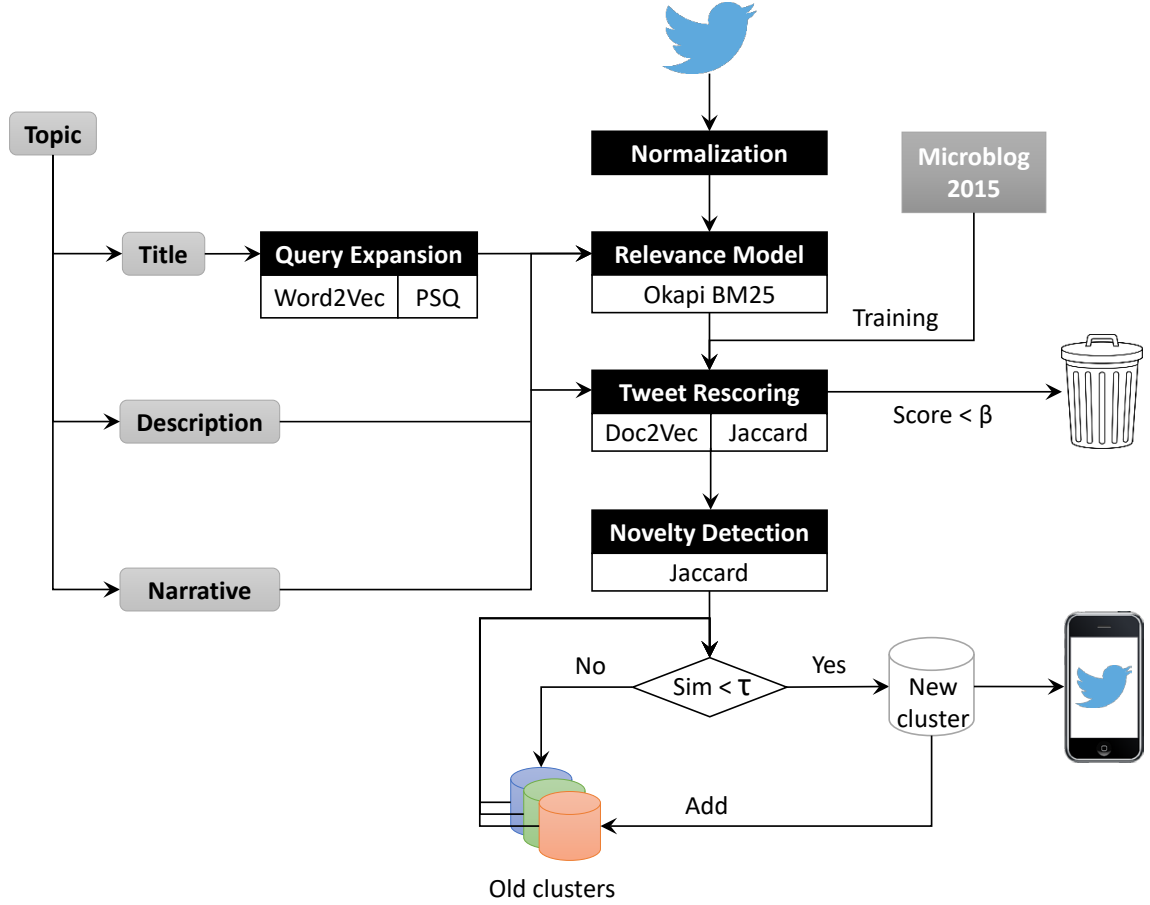 Topic
Normalization
Microblog
2015
Title
Query Expansion
Word2Vec PSQ
Relevance Model
Okapi BM25
Training
Description
Tweet Rescoring
Doc2Vec Jaccard
Score < β
Novelty Detection
Jaccard
Narrative
No
Sim < τ
Yes
New
cluster
Add
Old clusters